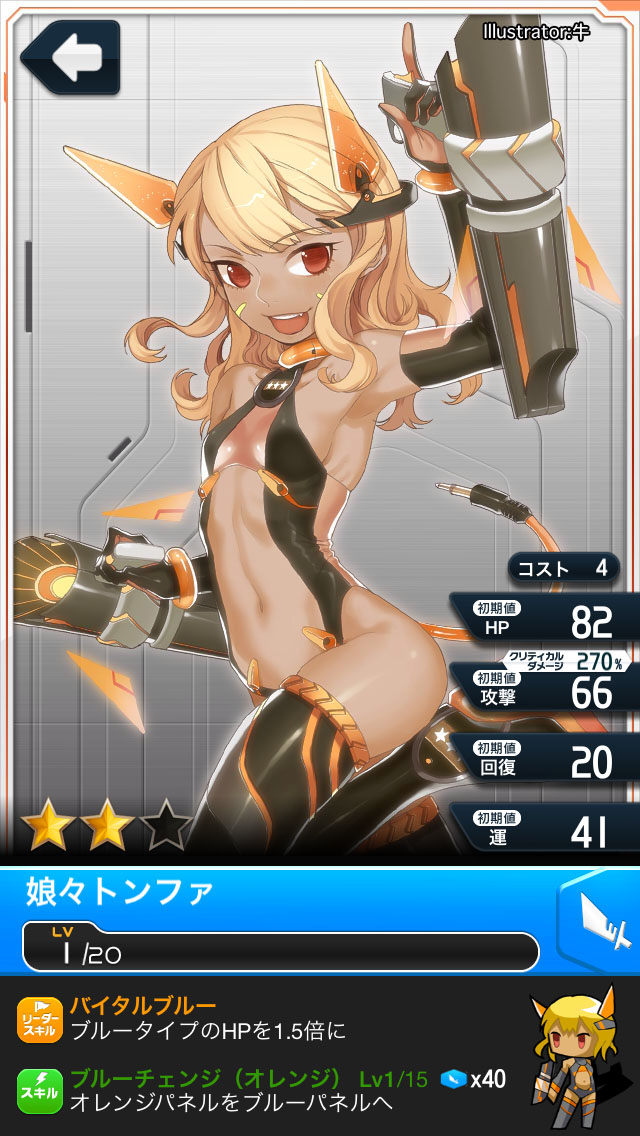 Illustrator:牛
コスト 4
初期値
HP 82
クリティカル
ダメージ 270%
初期値
攻撃 66
初期値
回復 20
初期値
運 41
娘々トンファ
LV
1/20
リーダー
スキル
バイタルブルー
ブルータイプのHPを1.5倍に
スキル
ブルーチェンジ（オレンジ） Lv1/15 x40
オレンジパネルをブルーパネルへ